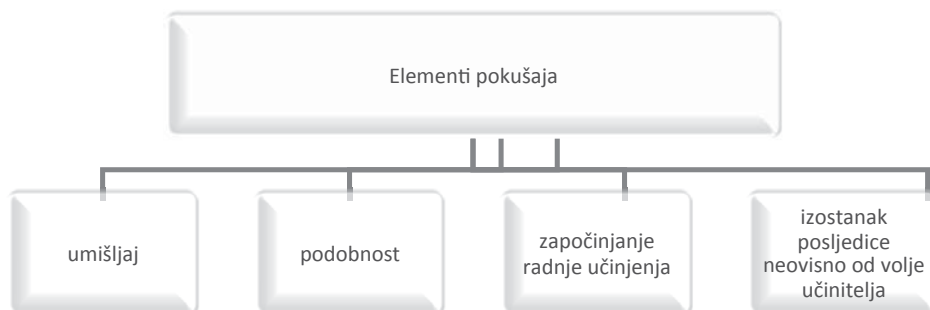 Elementi pokušaja
umišljaj
podobnost
započinjanje
radnje učinjenja
izostanak
posljedice
neovisno od volje
učinitelja